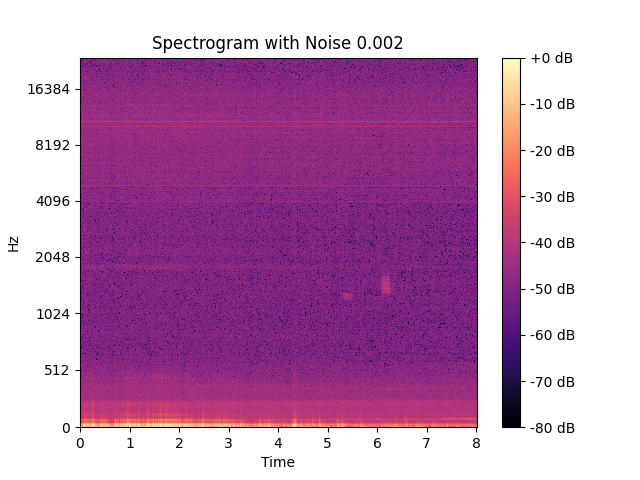 Spectrogram with Noise 0.002
Hz
16384
8192
4096
2048
1024
512
0
0 1 2 3 4 5 6 7 8
Time
+0 dB
-10 dB
-20 dB
-30 dB
-40 dB
-50 dB
-60 dB
-70 dB
-80 dB